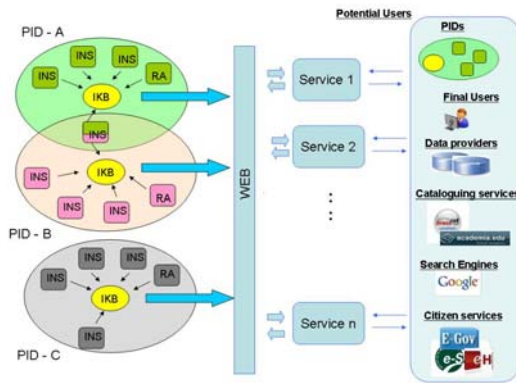 PID - A
INS
INS
INS
INS
RA
IKB
INS
IKB
INS
INS
INS
INS
RA
PID - B
INS
INS
INS
RA
IKB
INS
PID - C
WEB
Service 1
Service 2
Service n
Potential Users
PIDs
Final Users
Data providers
Cataloguing services
academia.edu
Search Engines
Google
Citizen services
E-Gov